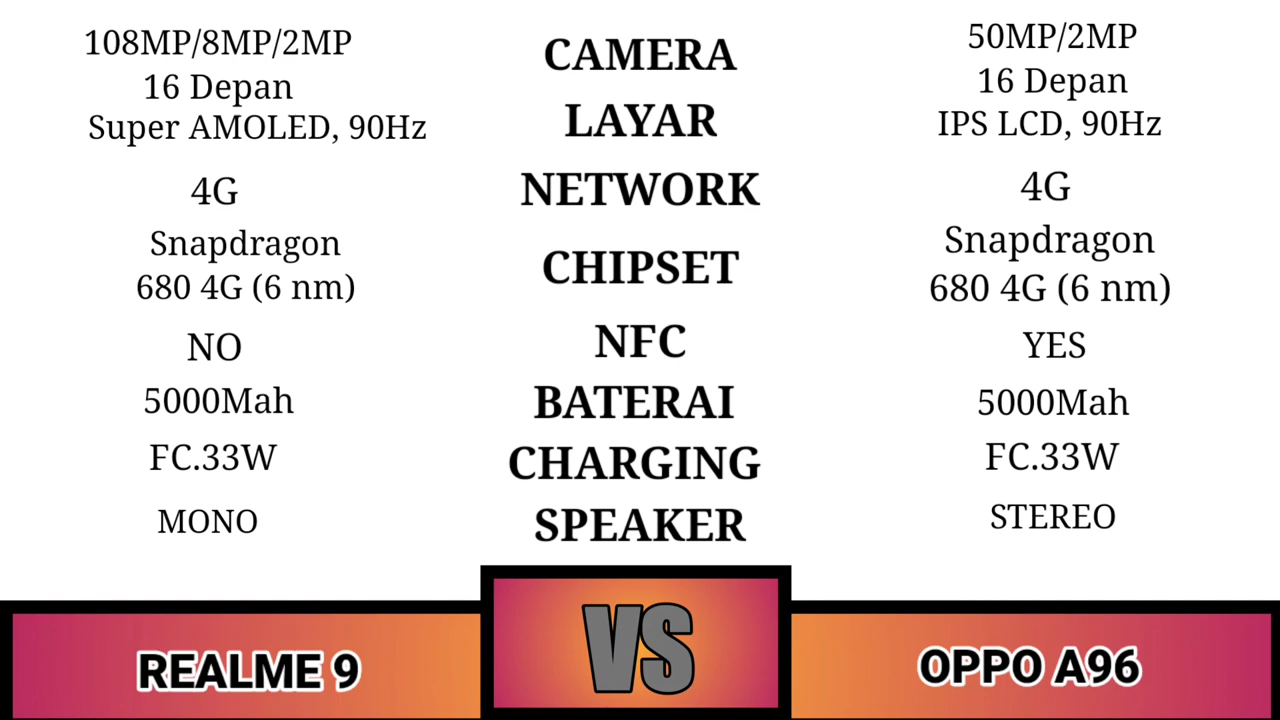 108MP/8MP/2MP
CAMERA
50MP/2MP
16 Depan
16 Depan
Super AMOLED, 90Hz
LAYAR
IPS LCD, 90Hz
4G
NETWORK
4G
Snapdragon
680 4G (6 nm)
CHIPSET
Snapdragon
680 4G (6 nm)
NO
NFC
YES
5000Mah
BATERAI
5000Mah
FC.33W
CHARGING
FC.33W
MONO
SPEAKER
STEREO
REALME 9
VS
OPPO A96